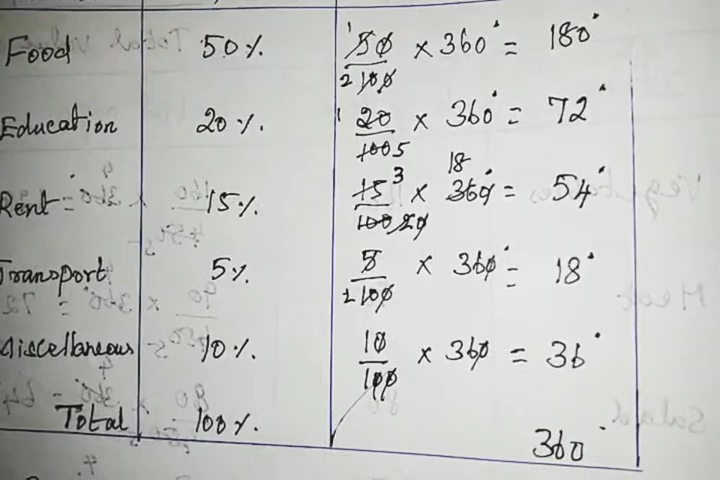 Food 50% 50/100 × 360° = 180°
Education 20% 20/100 × 360° = 72°
Rent 15% 15/100 × 360° = 54°
Transport 5% 5/100 × 360° = 18°
Miscellaneous 10% 10/100 × 360 = 36°
Total 100% 360°